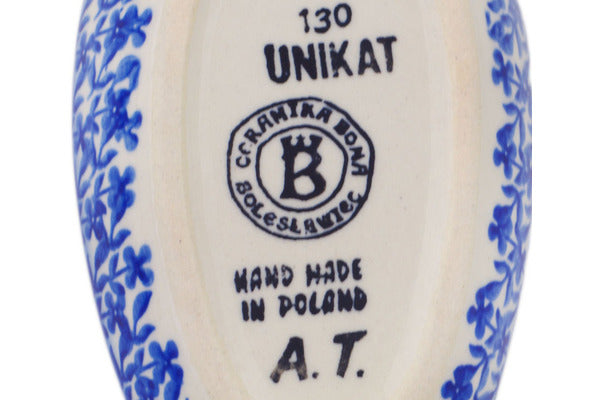 130
UNIKAT
CERAMIKA BONA
B
BOLESŁAWIEC
HAND MADE
IN POLAND
A.T.